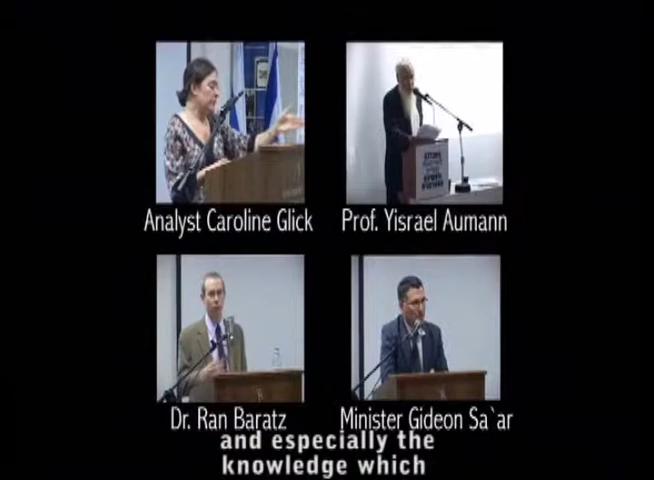 Analyst Caroline Glick
Prof. Yisrael Aumann
Dr. Ran Baratz
Minister Gideon Sa`ar
and especially the
knowledge which